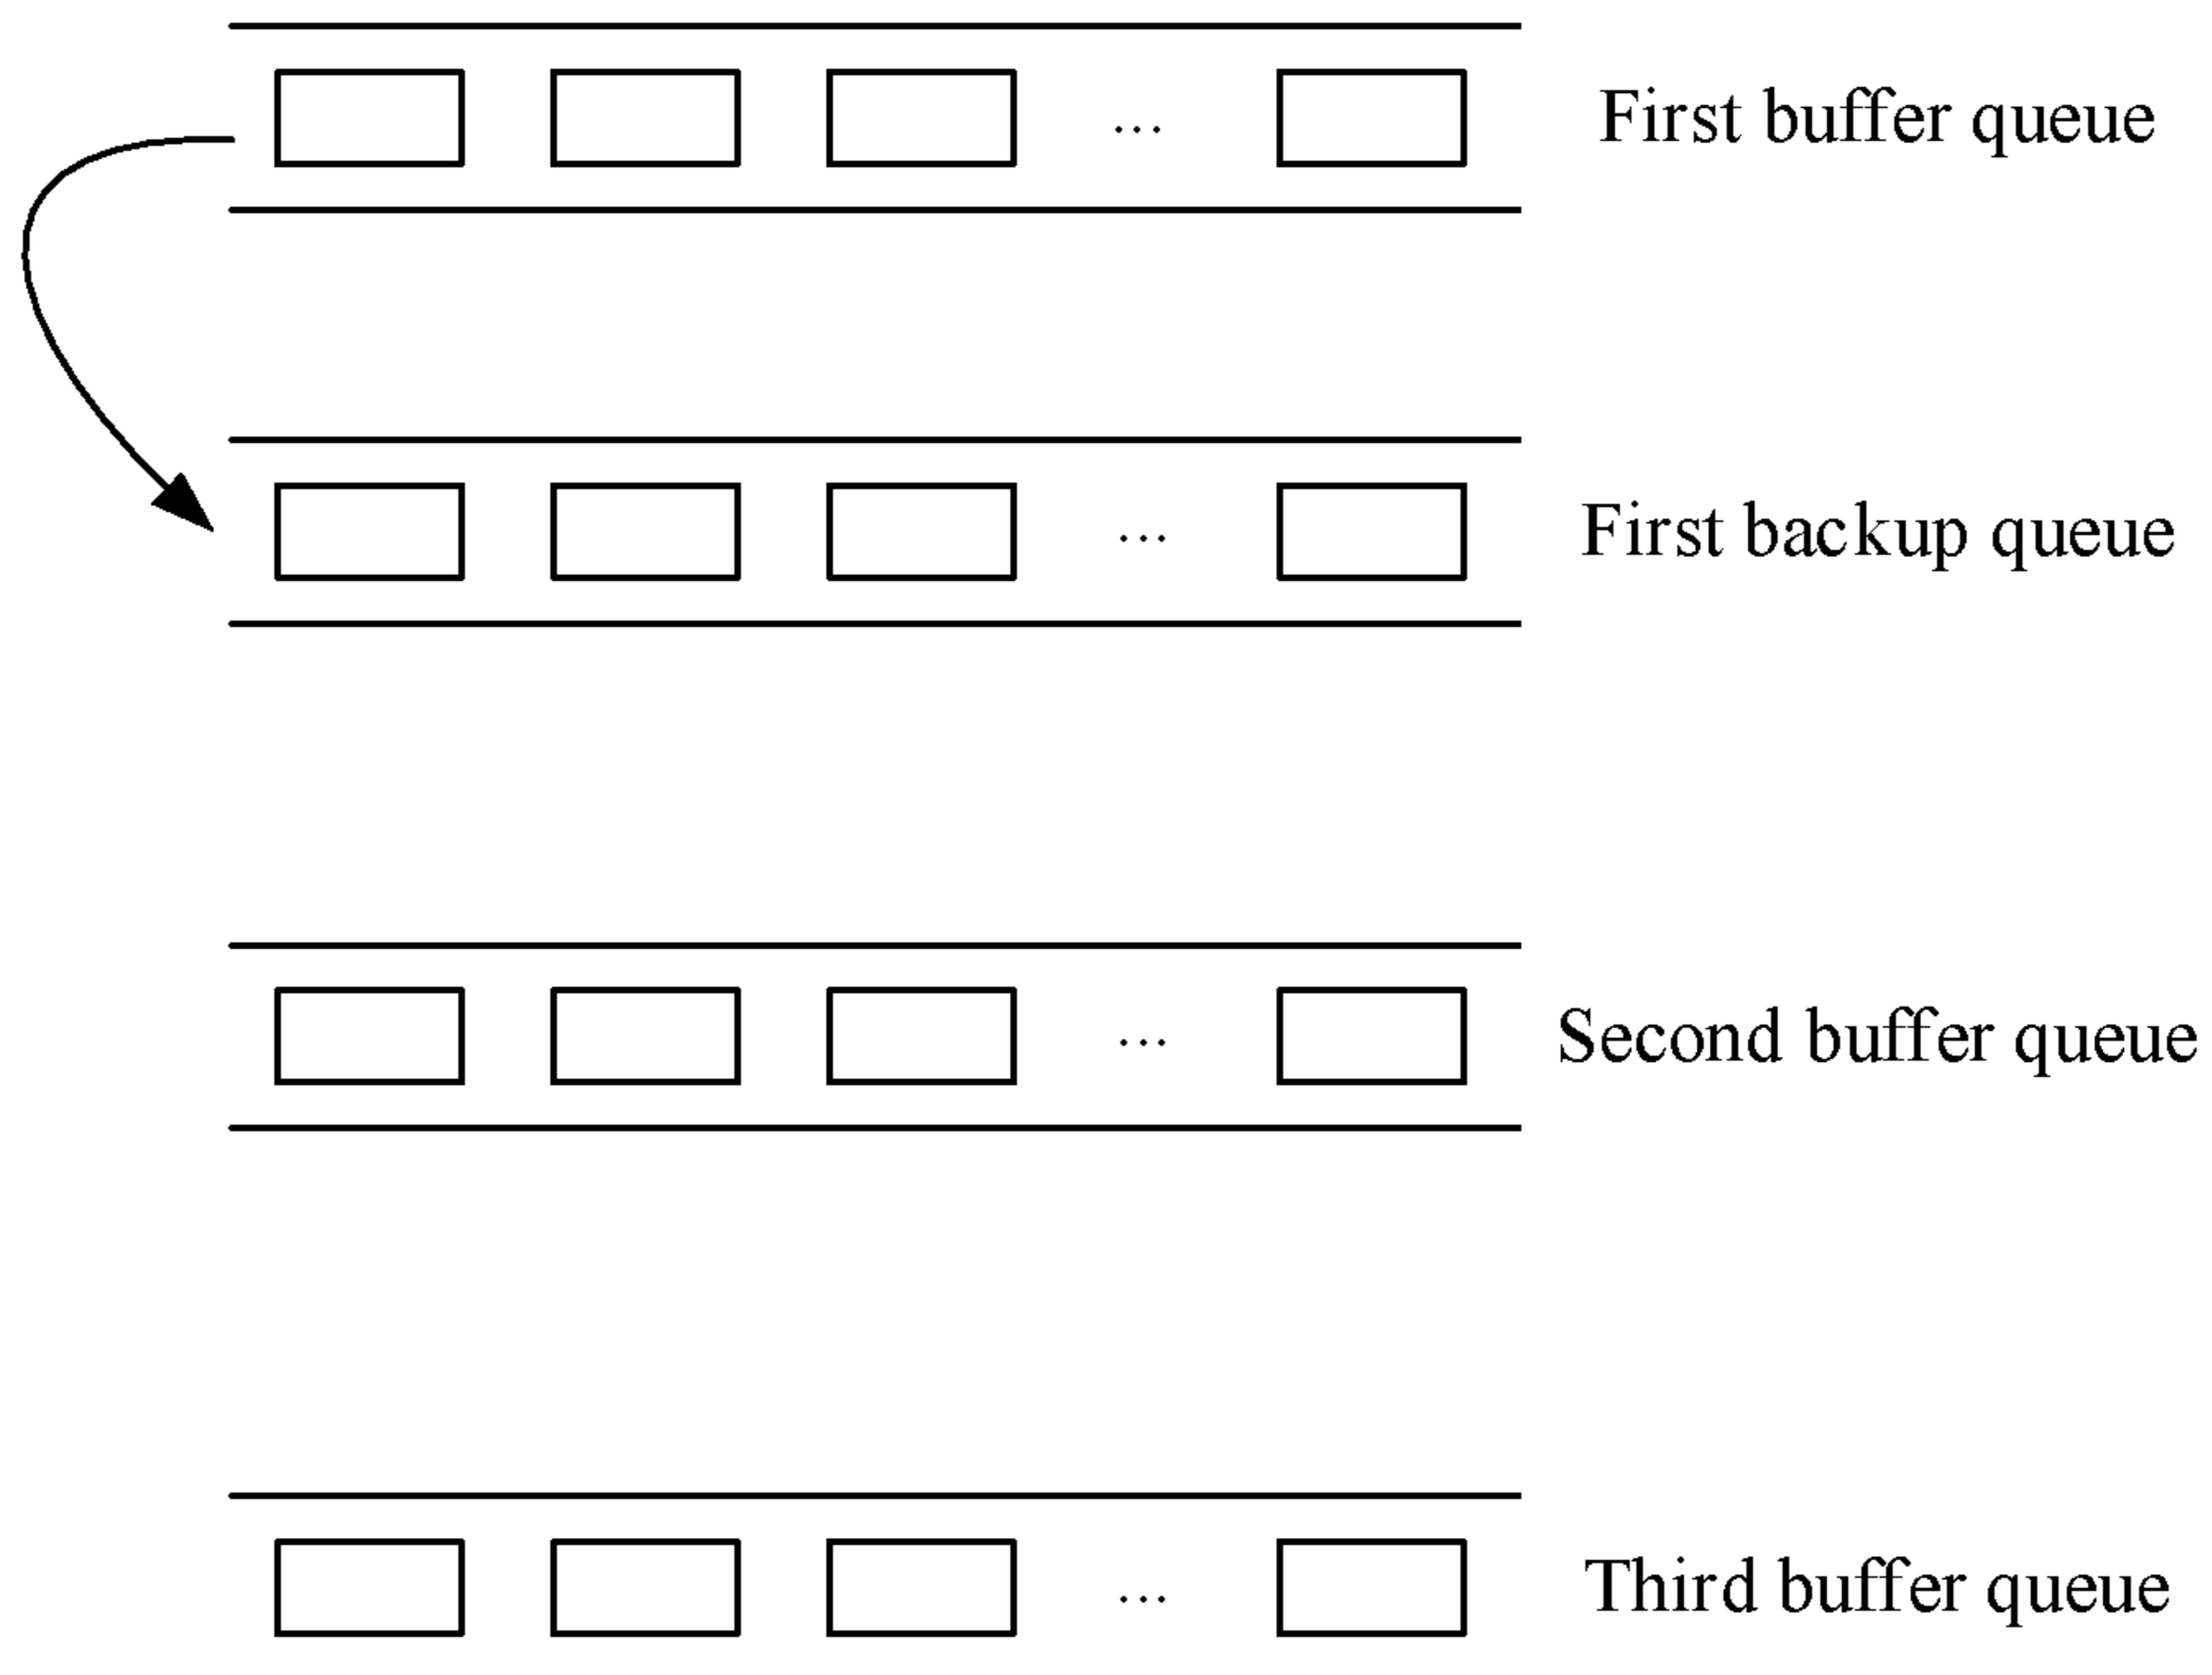 ... First buffer queue
... First backup queue
... Second buffer queue
... Third buffer queue